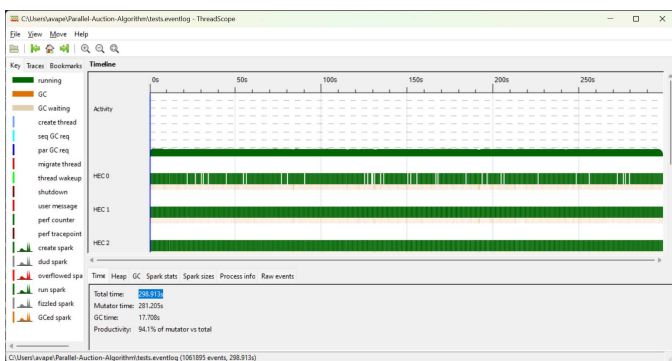 C:\Users\avape\Parallel-Auction-Algorithm\tests.eventlog - ThreadScope
File View Move Help
Key Traces Bookmarks
running
GC
GC waiting
create thread
seq GC req
par GC req
migrate thread
thread wakeup
shutdown
user message
perf counter
perf tracepoint
create spark
dud spark
overflowed spa
run spark
fizzled spark
GCed spark
Timeline
0s 50s 100s 150s 200s 250s
Activity
HEC 0
HEC 1
HEC 2
Time Heap GC Spark stats Spark sizes Process info Raw events
Total time: 298.913s
Mutator time: 281.205s
GC time: 17.708s
Productivity: 94.1% of mutator vs total
C:\Users\avape\Parallel-Auction-Algorithm\tests.eventlog (1061895 events, 298.913s)